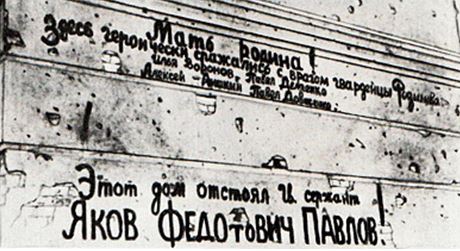 Мать Родина!
Здесь героически сражались с врагом гвардейцы Родимцева
Илья Воронов, Павел Демченко
Алексей Аникин Павел
Этот дом отстоял гв. сержант
ЯКОВ ФЕДОТОВИЧ ПАВЛОВ!